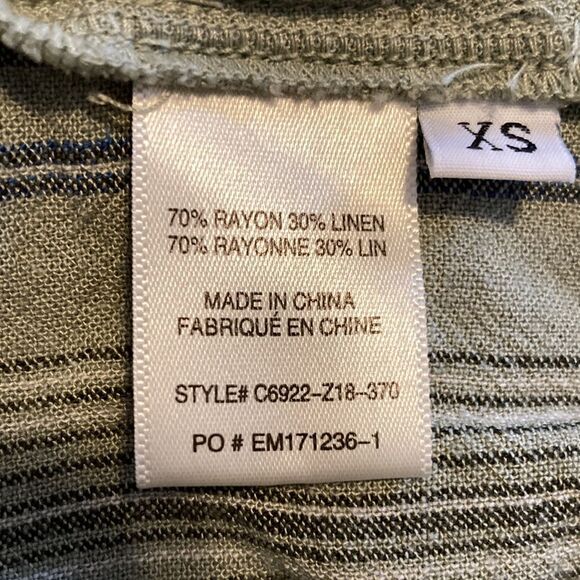 XS
70% RAYON 30% LINEN
70% RAYONNE 30% LIN
MADE IN CHINA
FABRIQUÉ EN CHINE
STYLE# C6922-Z18--370
PO # EM171236-1